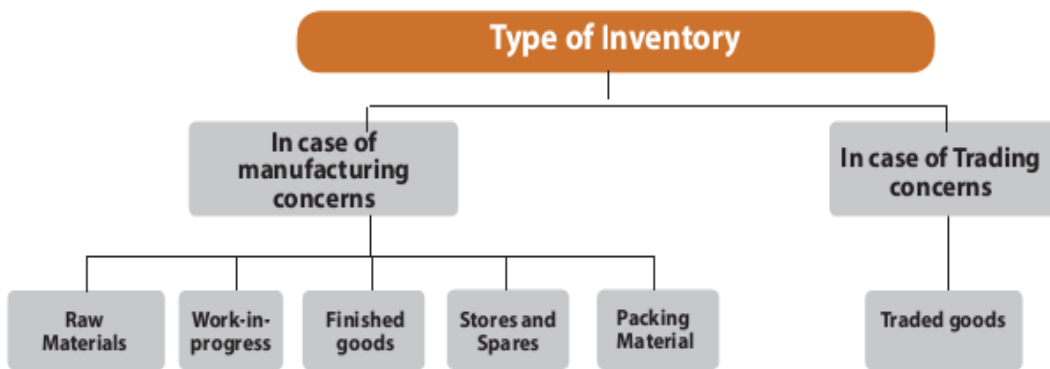 Type of Inventory
In case of
manufacturing
concerns
In case of Trading
concerns
Raw
Materials
Work-in-
progress
Finished
goods
Stores and
Spares
Packing
Material
Traded goods